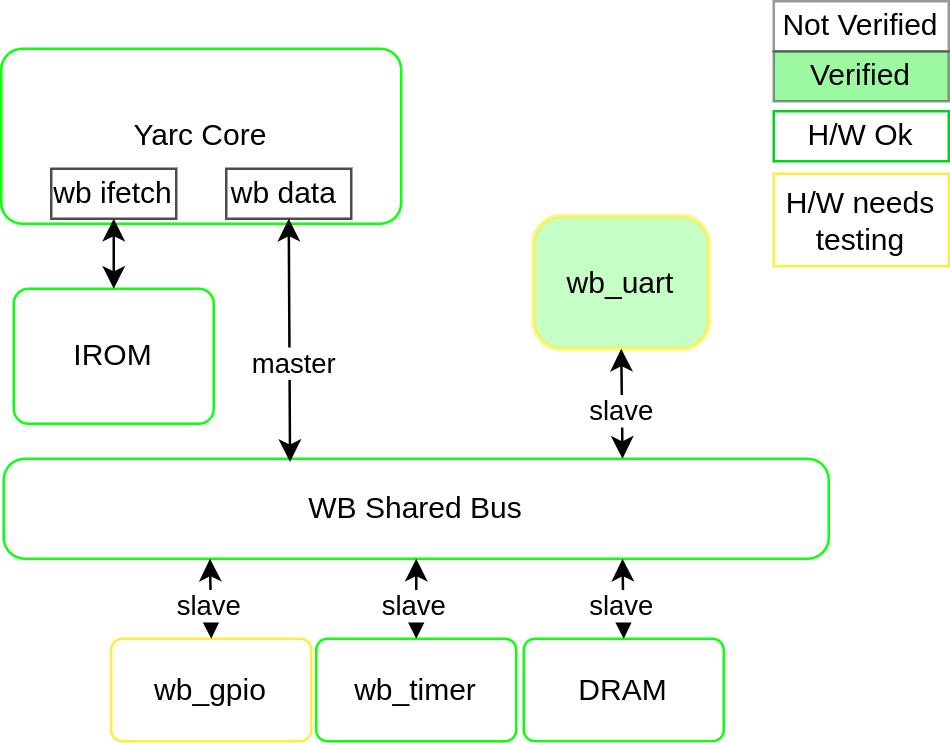 Not Verified
Verified
H/W Ok
H/W needs
testing
Yarc Core
wb ifetch
wb data
wb_uart
IROM
master
slave
WB Shared Bus
slave
slave
slave
wb_gpio
wb_timer
DRAM